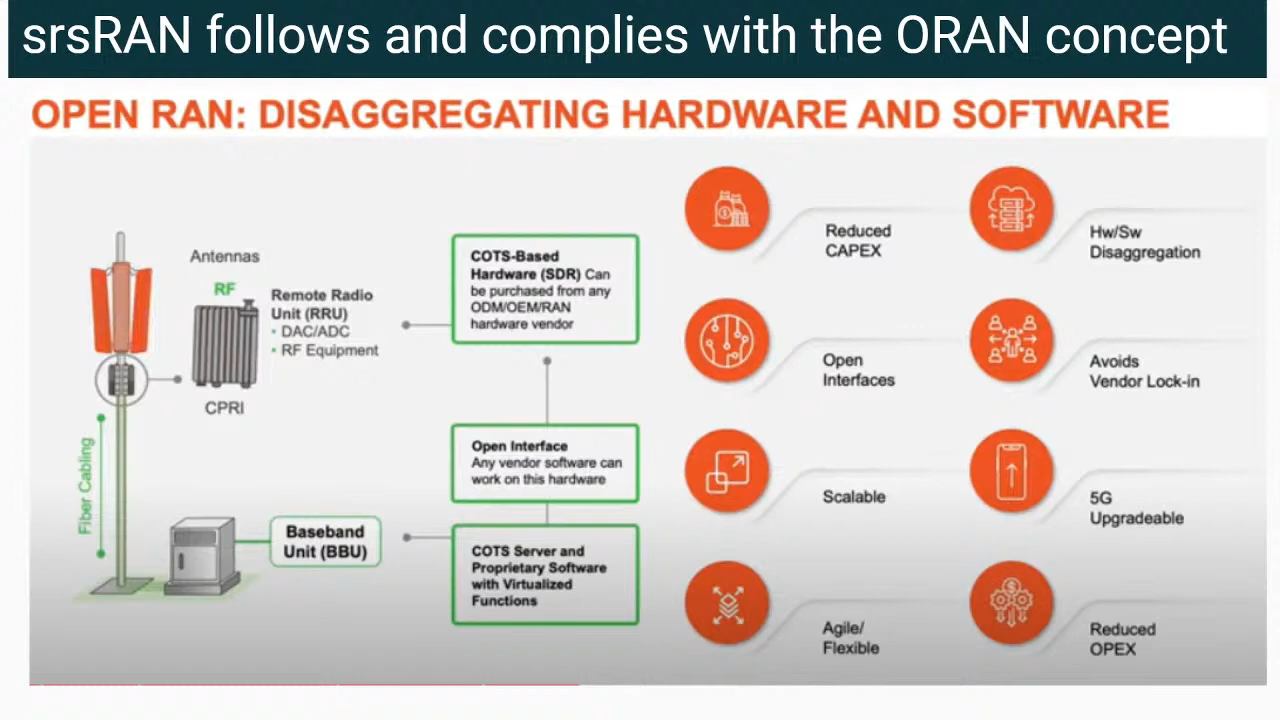 srsRAN follows and complies with the ORAN concept
OPEN RAN: DISAGGREGATING HARDWARE AND SOFTWARE
Antennas
RF
Remote Radio
Unit (RRU)
• DAC/ADC
• RF Equipment
CPRI
Fiber Cabling
Baseband
Unit (BBU)
COTS-Based
Hardware (SDR) Can
be purchased from any
ODM/OEM/RAN
hardware vendor
Open Interface
Any vendor software can
work on this hardware
COTS Server and
Proprietary Software
with Virtualized
Functions
Reduced
CAPEX
Hw/Sw
Disaggregation
Open
Interfaces
Avoids
Vendor Lock-in
Scalable
5G
Upgradeable
Agile/
Flexible
Reduced
OPEX